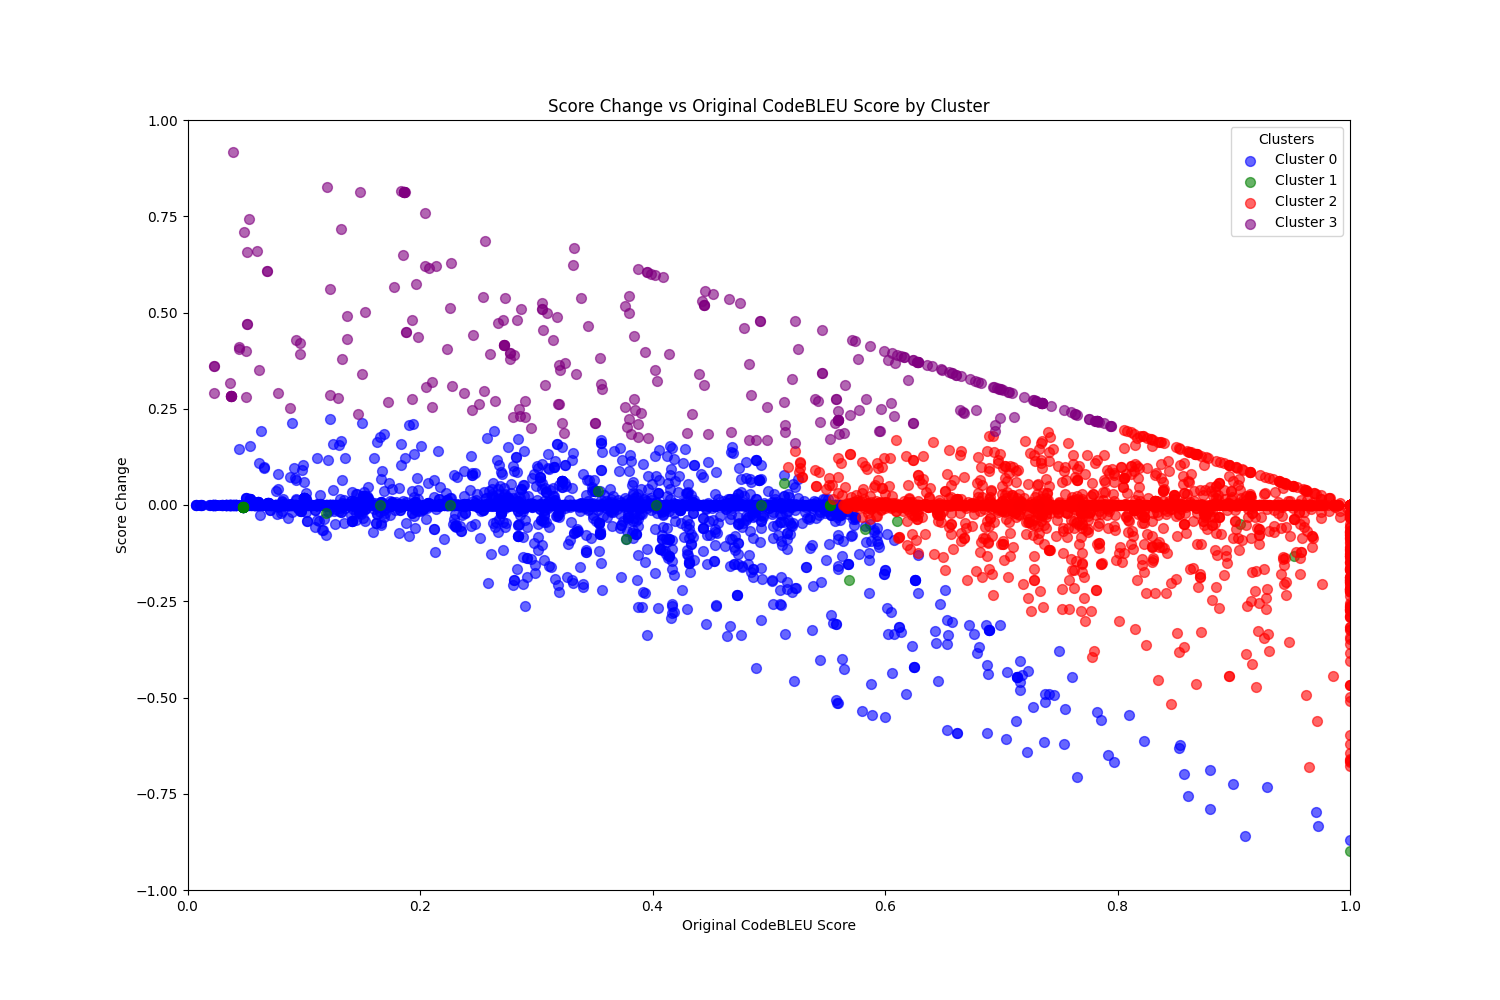 Score Change vs Original CodeBLEU Score by Cluster
Clusters
Cluster 0
Cluster 1
Cluster 2
Cluster 3
Score Change
1.00
0.75
0.50
0.25
0.00
−0.25
−0.50
−0.75
−1.00
0.0 0.2 0.4 0.6 0.8 1.0
Original CodeBLEU Score